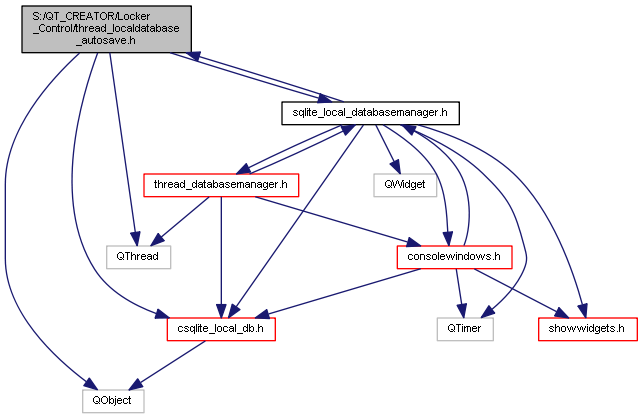 S:/QT_CREATOR/Locker
_Control/thread_localdatabase
_autosave.h
sqlite_local_databasemanager.h
thread_databasemanager.h
QWidget
QThread
consolewindows.h
csqlite_local_db.h
QTimer
showwidgets.h
QObject